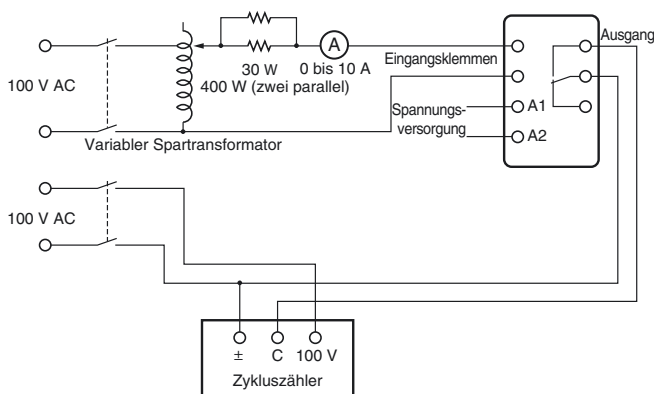 A
Ausgang
30 W
0 bis 10 A
Eingangsklemmen
100 V AC
400 W (zwei parallel)
Spannungs-
versorgung
A1
A2
Variabler Spartransformator
100 V AC
± C 100 V
Zykluszähler